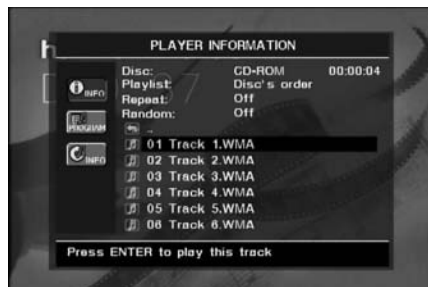 PLAYER INFORMATION
Disc: CD-ROM 00:00:04
Playlist: Disc's order
Repeat: Off
Random: Off
INFO
PROGRAM
INFO
..
01 Track 1.WMA
02 Track 2.WMA
03 Track 3.WMA
04 Track 4.WMA
05 Track 5.WMA
06 Track 6.WMA
Press ENTER to play this track